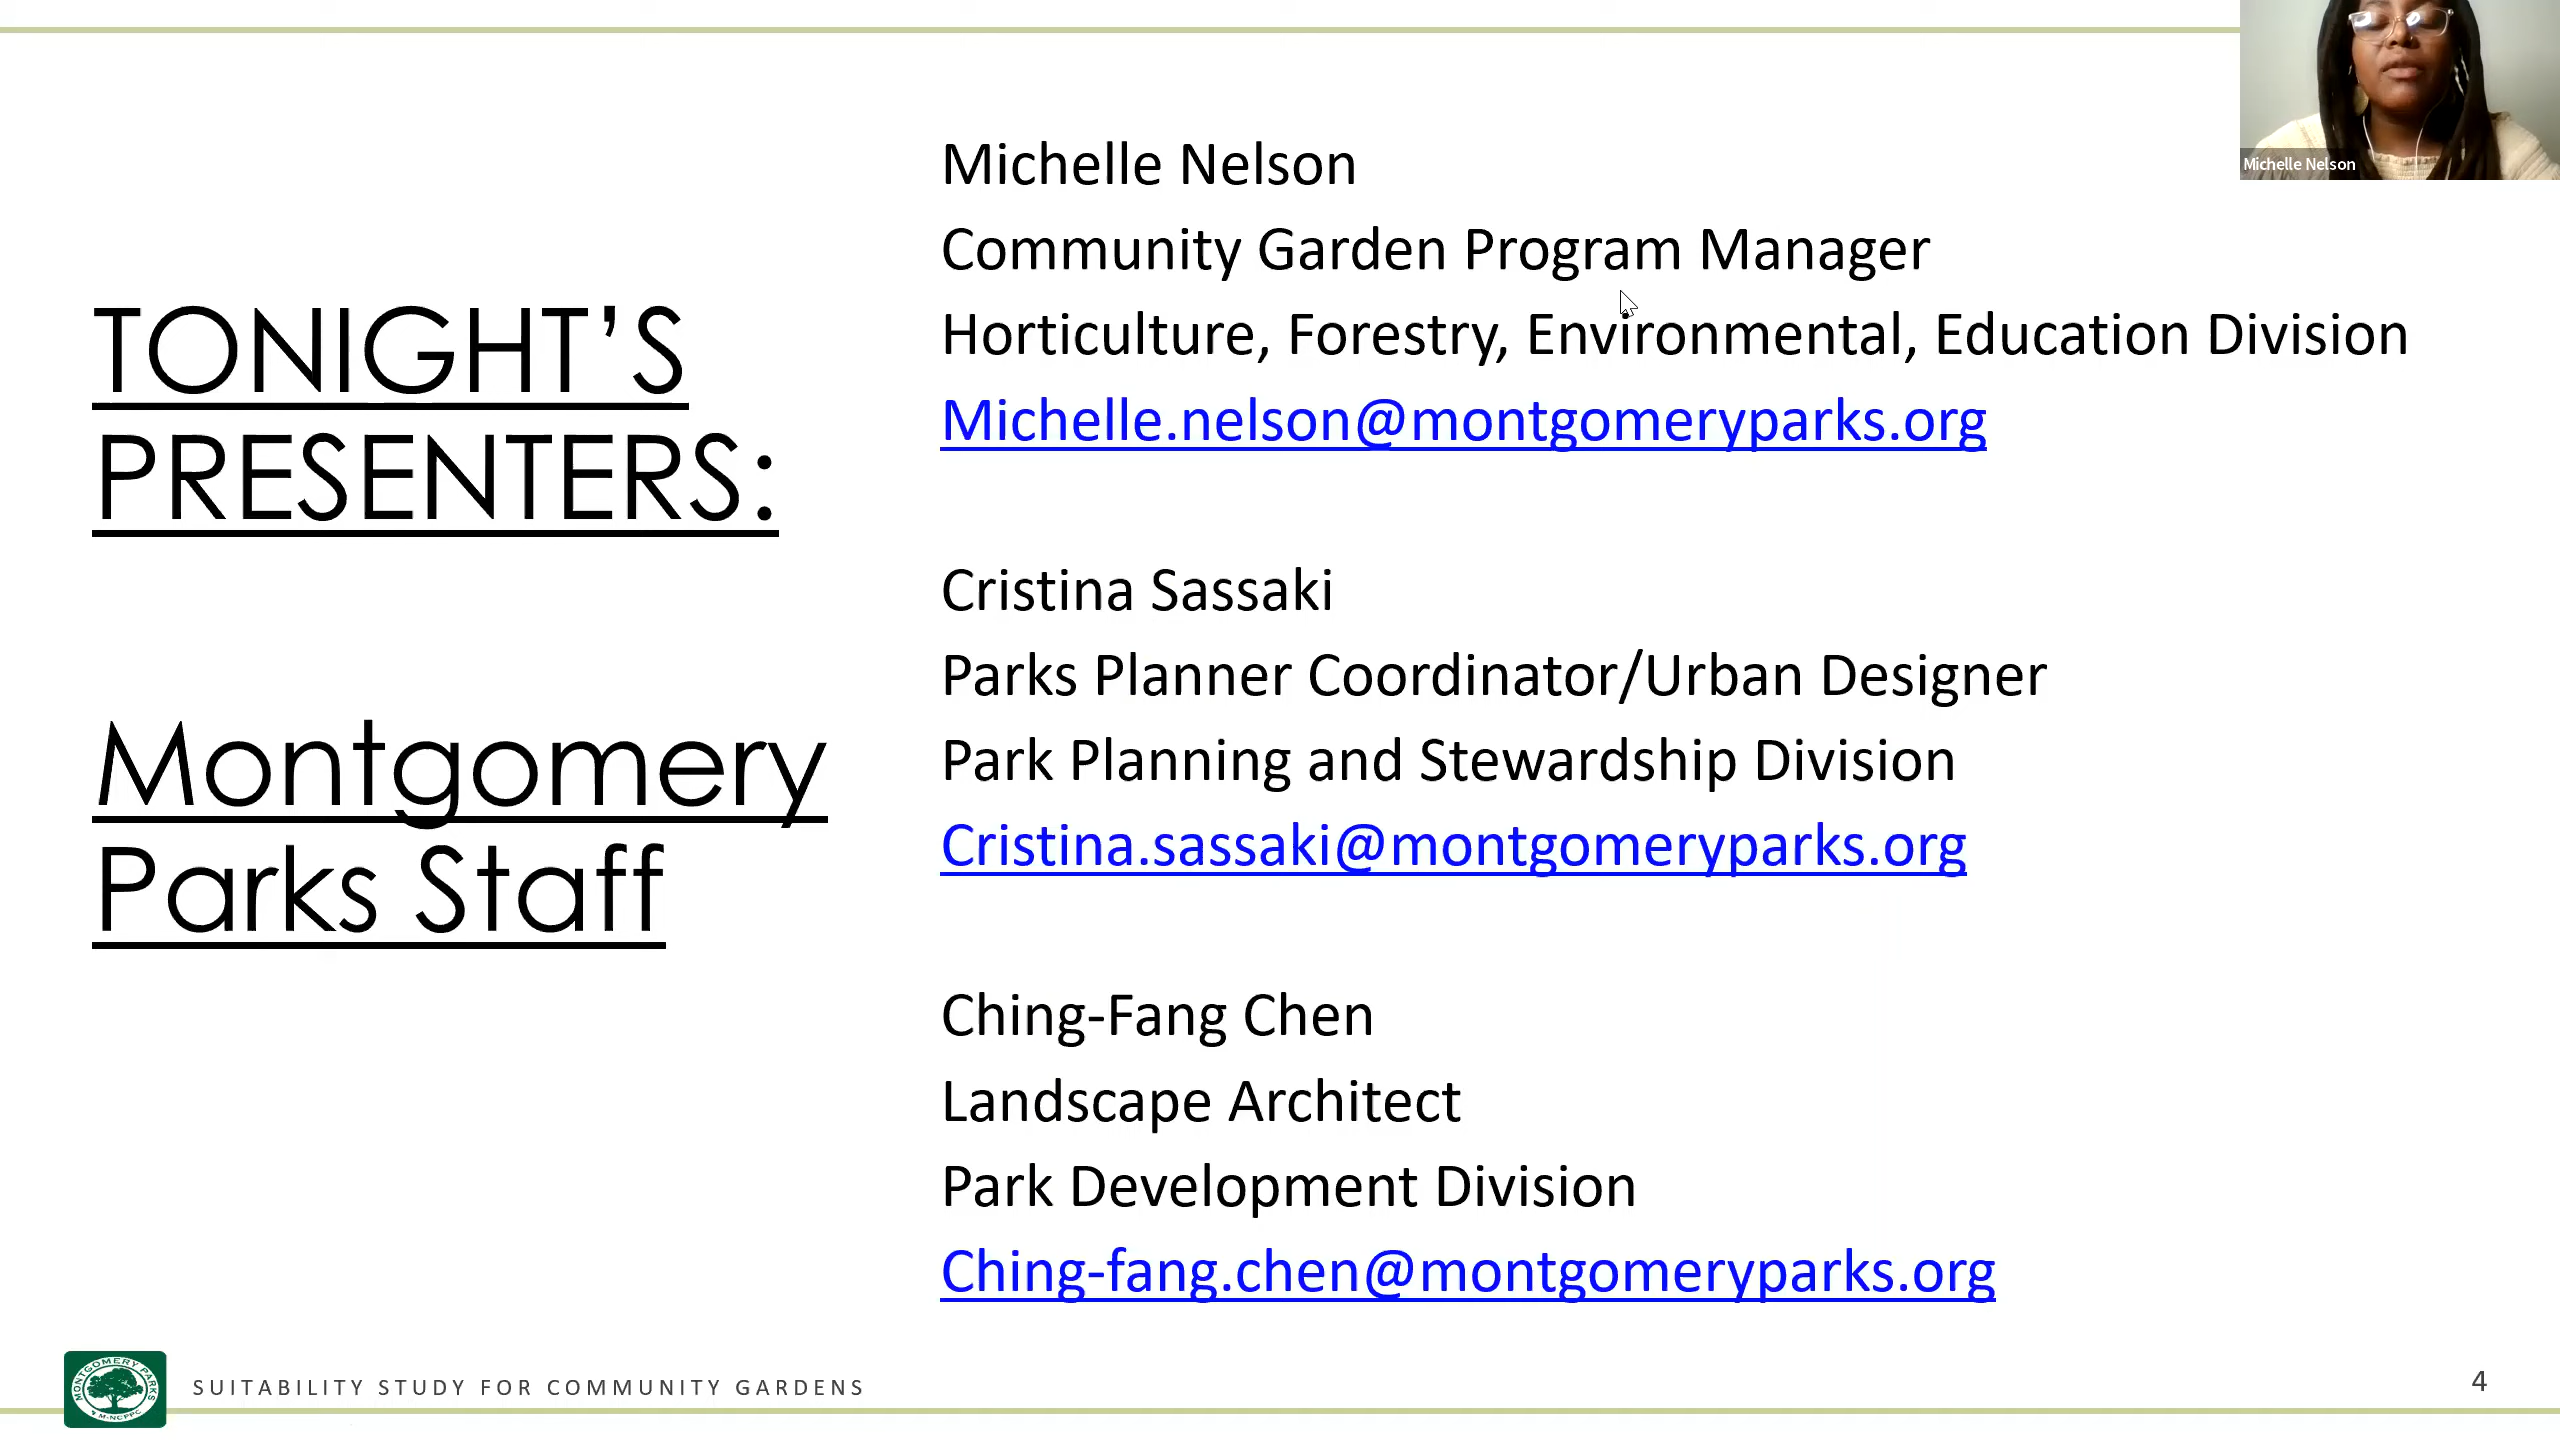 TONIGHT'S
PRESENTERS:
Montgomery
Parks Staff
Michelle Nelson
Community Garden Program Manager
Horticulture, Forestry, Environmental, Education Division
Michelle.nelson@montgomeryparks.org
Cristina Sassaki
Parks Planner Coordinator/Urban Designer
Park Planning and Stewardship Division
Cristina.sassaki@montgomeryparks.org
Ching-Fang Chen
Landscape Architect
Park Development Division
Ching-fang.chen@montgomeryparks.org
Michelle Nelson
MONTGOMERY PARKS
M-NCPPC
SUITABILITY STUDY FOR COMMUNITY GARDENS
4